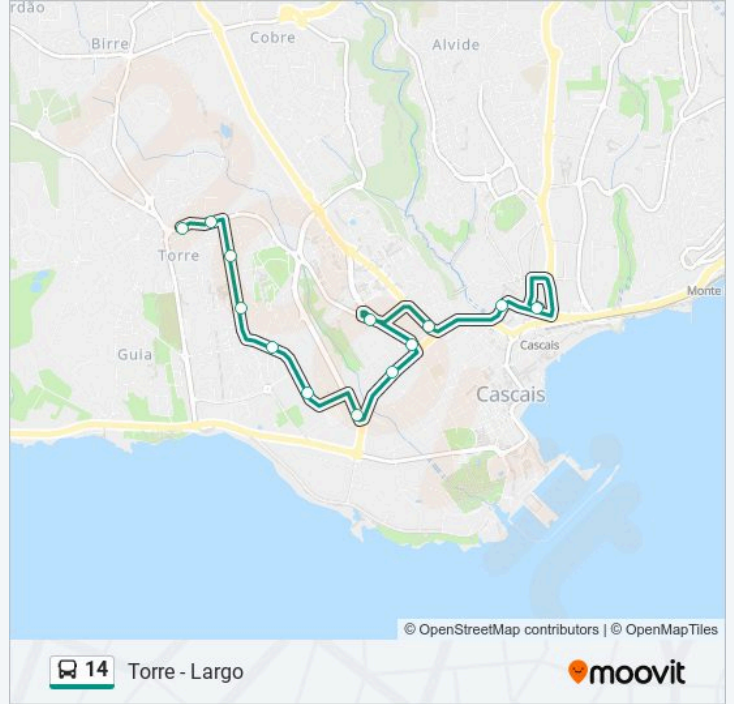 rdão
Birre
Cobre
Alvide
Torre
Monte
Guia
Cascais
Cascais
© OpenStreetMap contributors | © OpenMapTiles
14 Torre - Largo
moovit